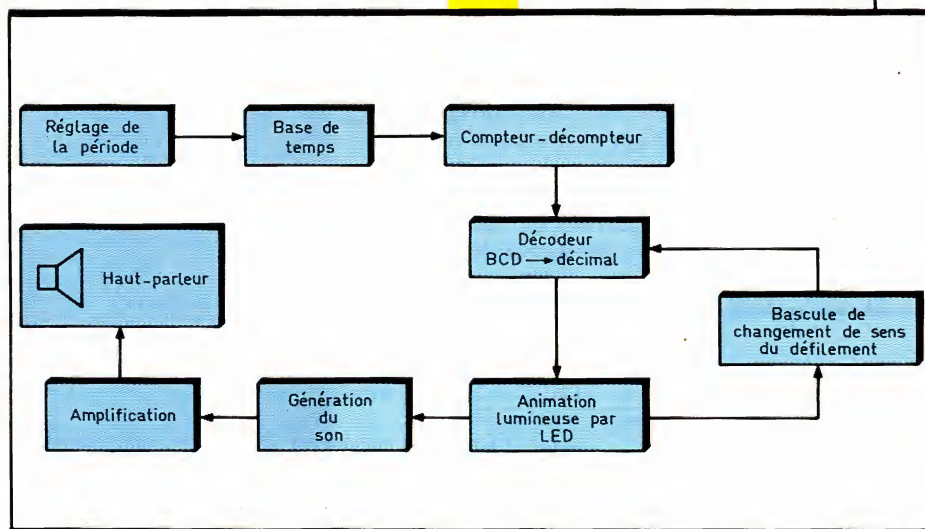 Réglage de
la période
Base de
temps
Compteur-décompteur
Décodeur
BCD → décimal
Haut-parleur
Bascule de
changement de sens
du défilement
Amplification
Génération
du
son
Animation
lumineuse par
LED